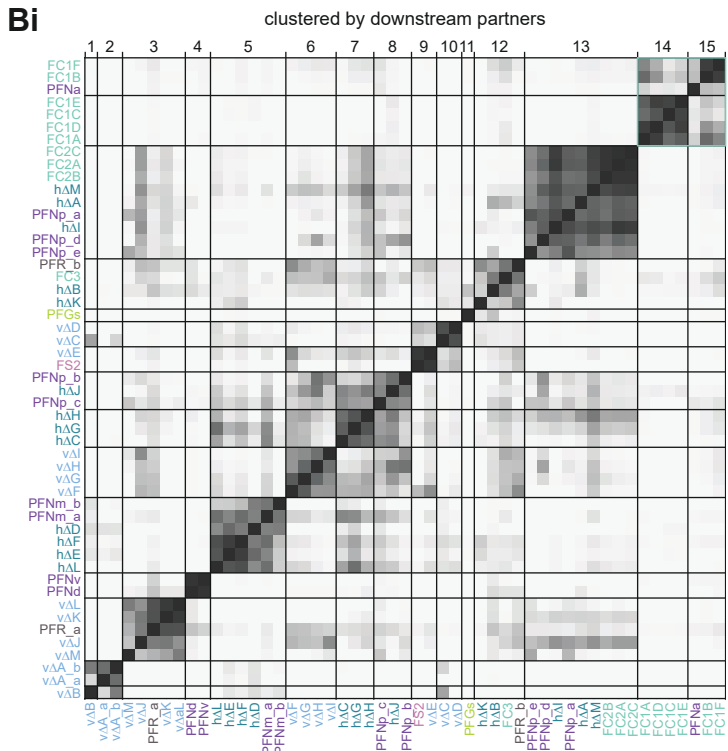 Bi
clustered by downstream partners
1 2 3 4 5 6 7 8 9 10 11 12 13 14 15
FC1F
FC1B
PFNa
FC1E
FC1C
FC1D
FC1A
FC2C
FC2A
FC2B
hΔM
hΔA
PFNp_a
hΔI
PFNp_d
PFNp_e
PFR_b
FC3
hΔB
hΔK
PFGs
vΔD
vΔC
vΔE
FS2
PFNp_b
hΔJ
PFNp_c
hΔH
hΔG
hΔC
vΔI
vΔH
vΔG
vΔF
PFNm_b
PFNm_a
hΔD
hΔF
hΔE
hΔL
PFNv
PFNd
vΔL
vΔK
PFR_a
vΔJ
vΔM
vΔA_b
vΔA_a
vΔB
vΔB
vΔA_a
vΔA_b
vΔM
vΔJ
PFR_a
vΔK
vΔaL
PFNd
PFNv
hΔL
hΔE
hΔF
hΔD
PFNm_a
PFNm_b
vΔF
vΔG
vΔH
vΔI
hΔC
hΔG
hΔH
PFNp_c
hΔJ
PFNp_b
FS2
vΔE
vΔC
vΔD
PFGs
hΔK
hΔB
FC3
PFR_b
PFNp_e
PFNp_d
hΔI
PFNp_a
hΔA
hΔM
FC2B
FC2A
FC2C
FC1A
FC1D
FC1C
FC1E
PFNa
FC1B
FC1F